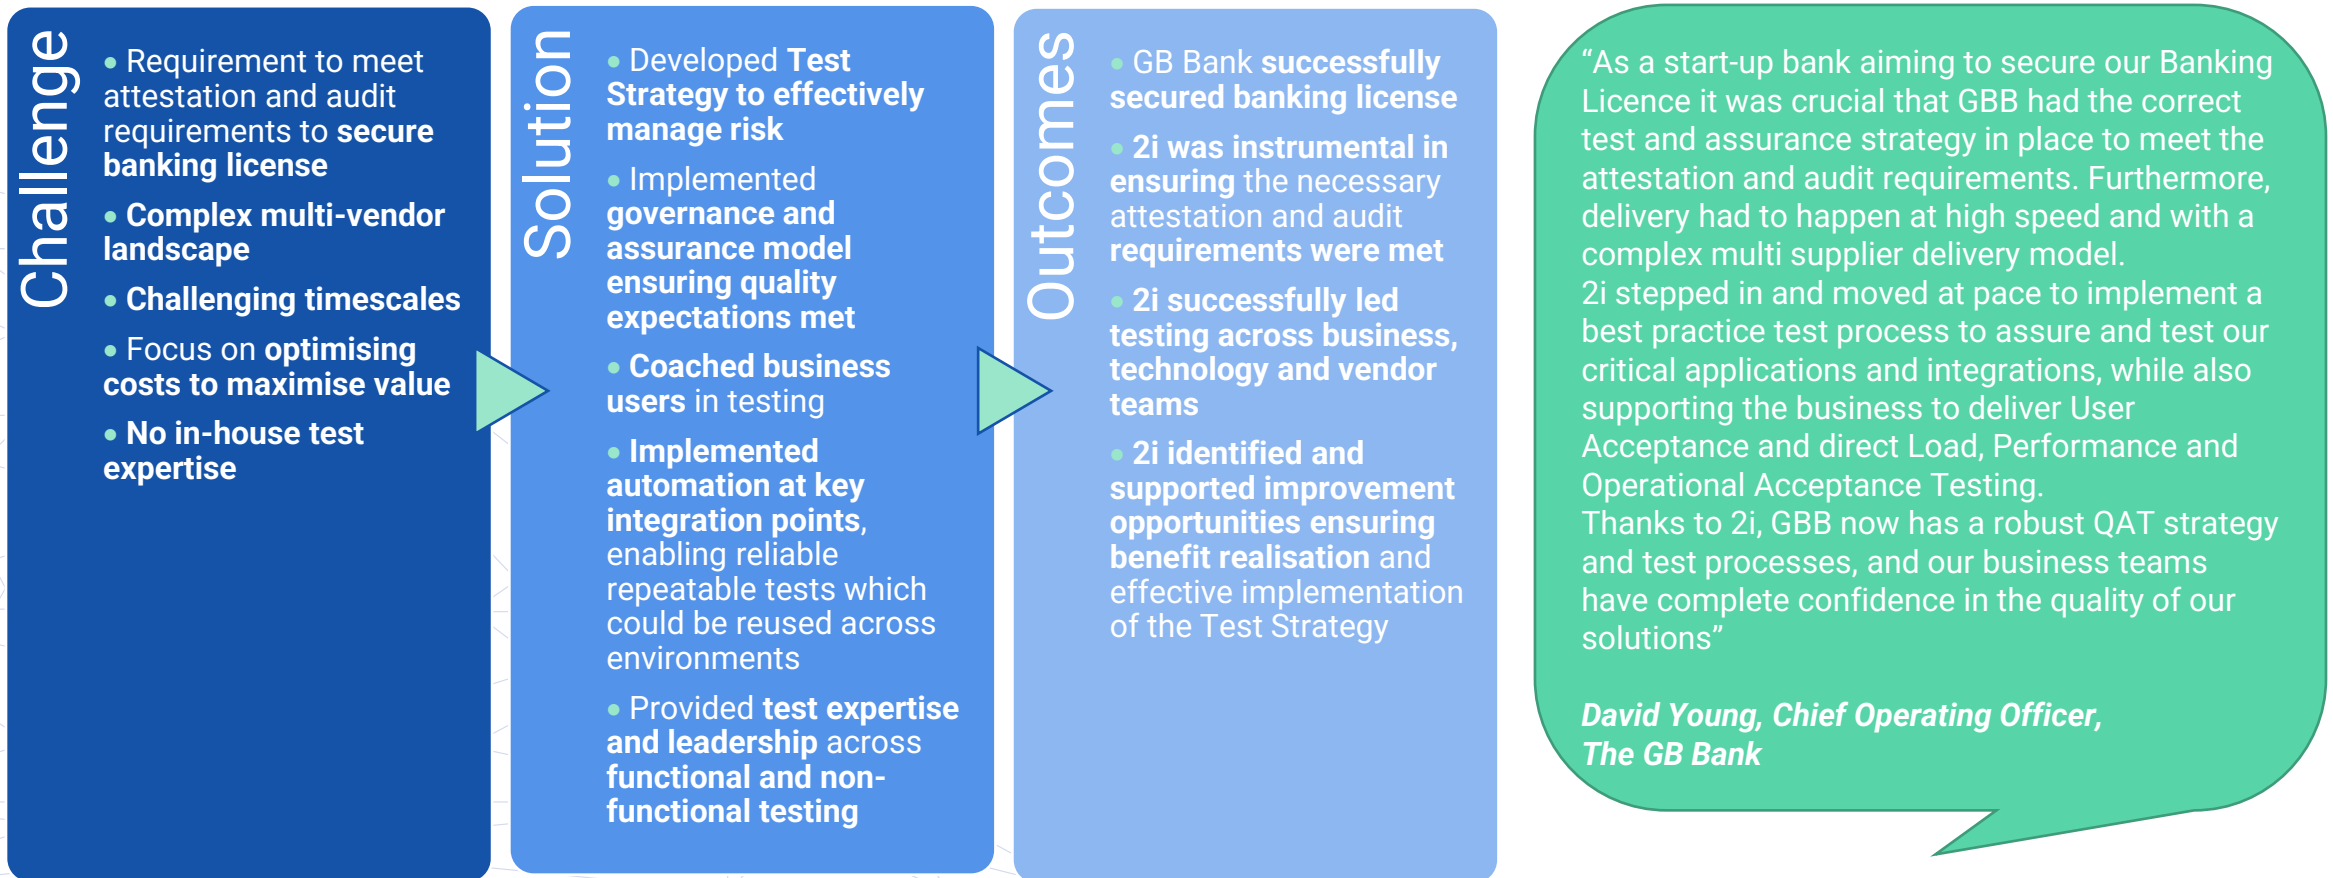 Challenge
• Requirement to meet
attestation and audit
requirements to secure
banking license
• Complex multi-vendor
landscape
• Challenging timescales
• Focus on optimising
costs to maximise value
• No in-house test
expertise
Solution
• Developed Test
Strategy to effectively
manage risk
• Implemented
governance and
assurance model
ensuring quality
expectations met
• Coached business
users in testing
• Implemented
automation at key
integration points,
enabling reliable
repeatable tests which
could be reused across
environments
• Provided test expertise
and leadership across
functional and non-
functional testing
Outcomes
• GB Bank successfully
secured banking license
• 2i was instrumental in
ensuring the necessary
attestation and audit
requirements were met
• 2i successfully led
testing across business,
technology and vendor
teams
• 2i identified and
supported improvement
opportunities ensuring
benefit realisation and
effective implementation
of the Test Strategy
“As a start-up bank aiming to secure our Banking
Licence it was crucial that GBB had the correct
test and assurance strategy in place to meet the
attestation and audit requirements. Furthermore,
delivery had to happen at high speed and with a
complex multi supplier delivery model.
2i stepped in and moved at pace to implement a
best practice test process to assure and test our
critical applications and integrations, while also
supporting the business to deliver User
Acceptance and direct Load, Performance and
Operational Acceptance Testing.
Thanks to 2i, GBB now has a robust QAT strategy
and test processes, and our business teams
have complete confidence in the quality of our
solutions”
David Young, Chief Operating Officer,
The GB Bank